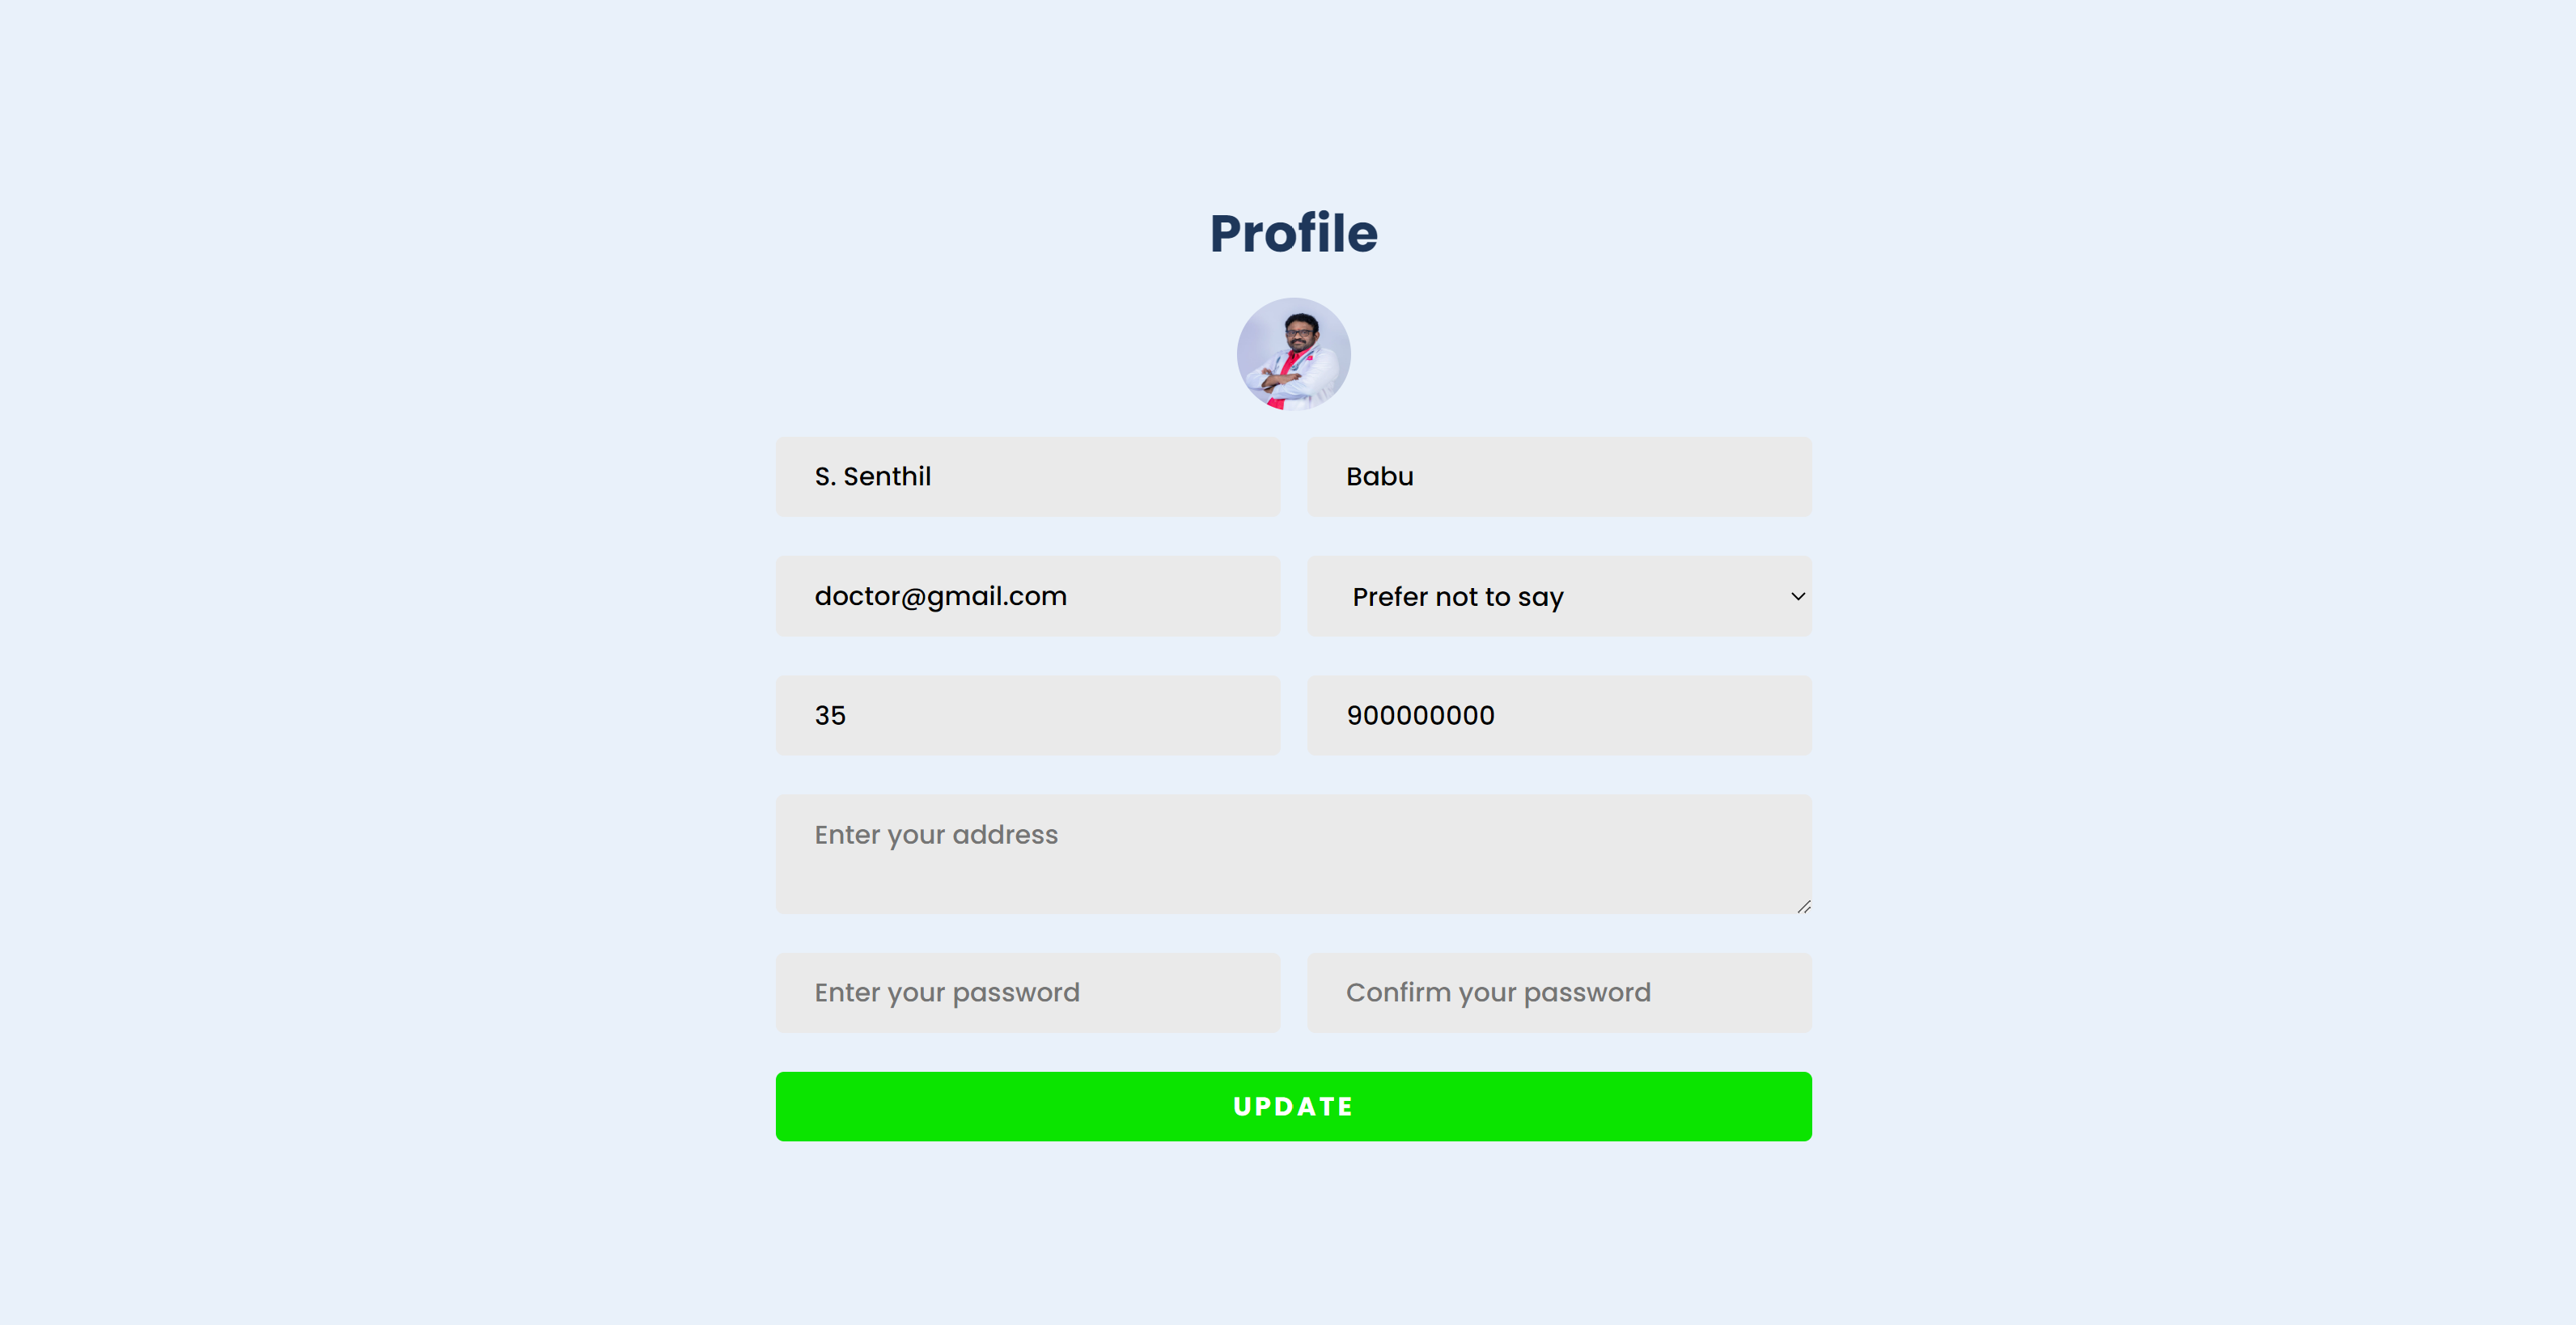 Profile
S. Senthil
Babu
doctor@gmail.com
Prefer not to say
35
900000000
Enter your address
Enter your password
Confirm your password
UPDATE